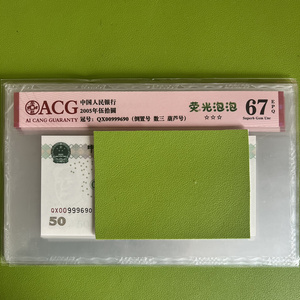 ACG
AI CANG GUARANTY
中国人民银行
2005年伍拾圆
冠号：QX00999690（倒置号 数三 葫芦号）
荧光泡泡
☆☆☆
67 EPQ
Superb Gem Unc
QX00999690
50